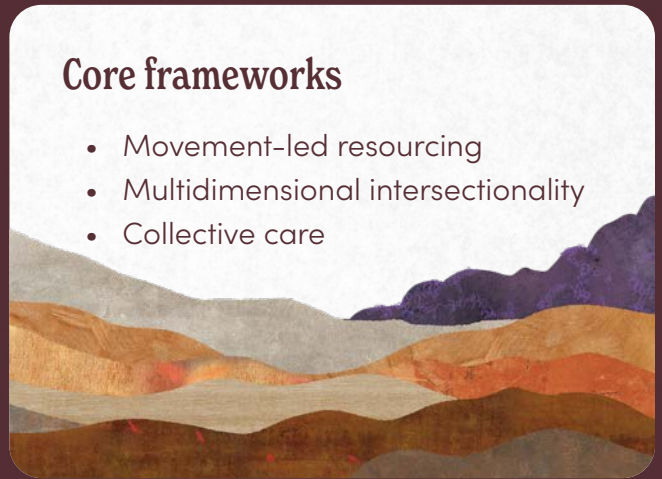 Core frameworks
• Movement-led resourcing
• Multidimensional intersectionality
• Collective care